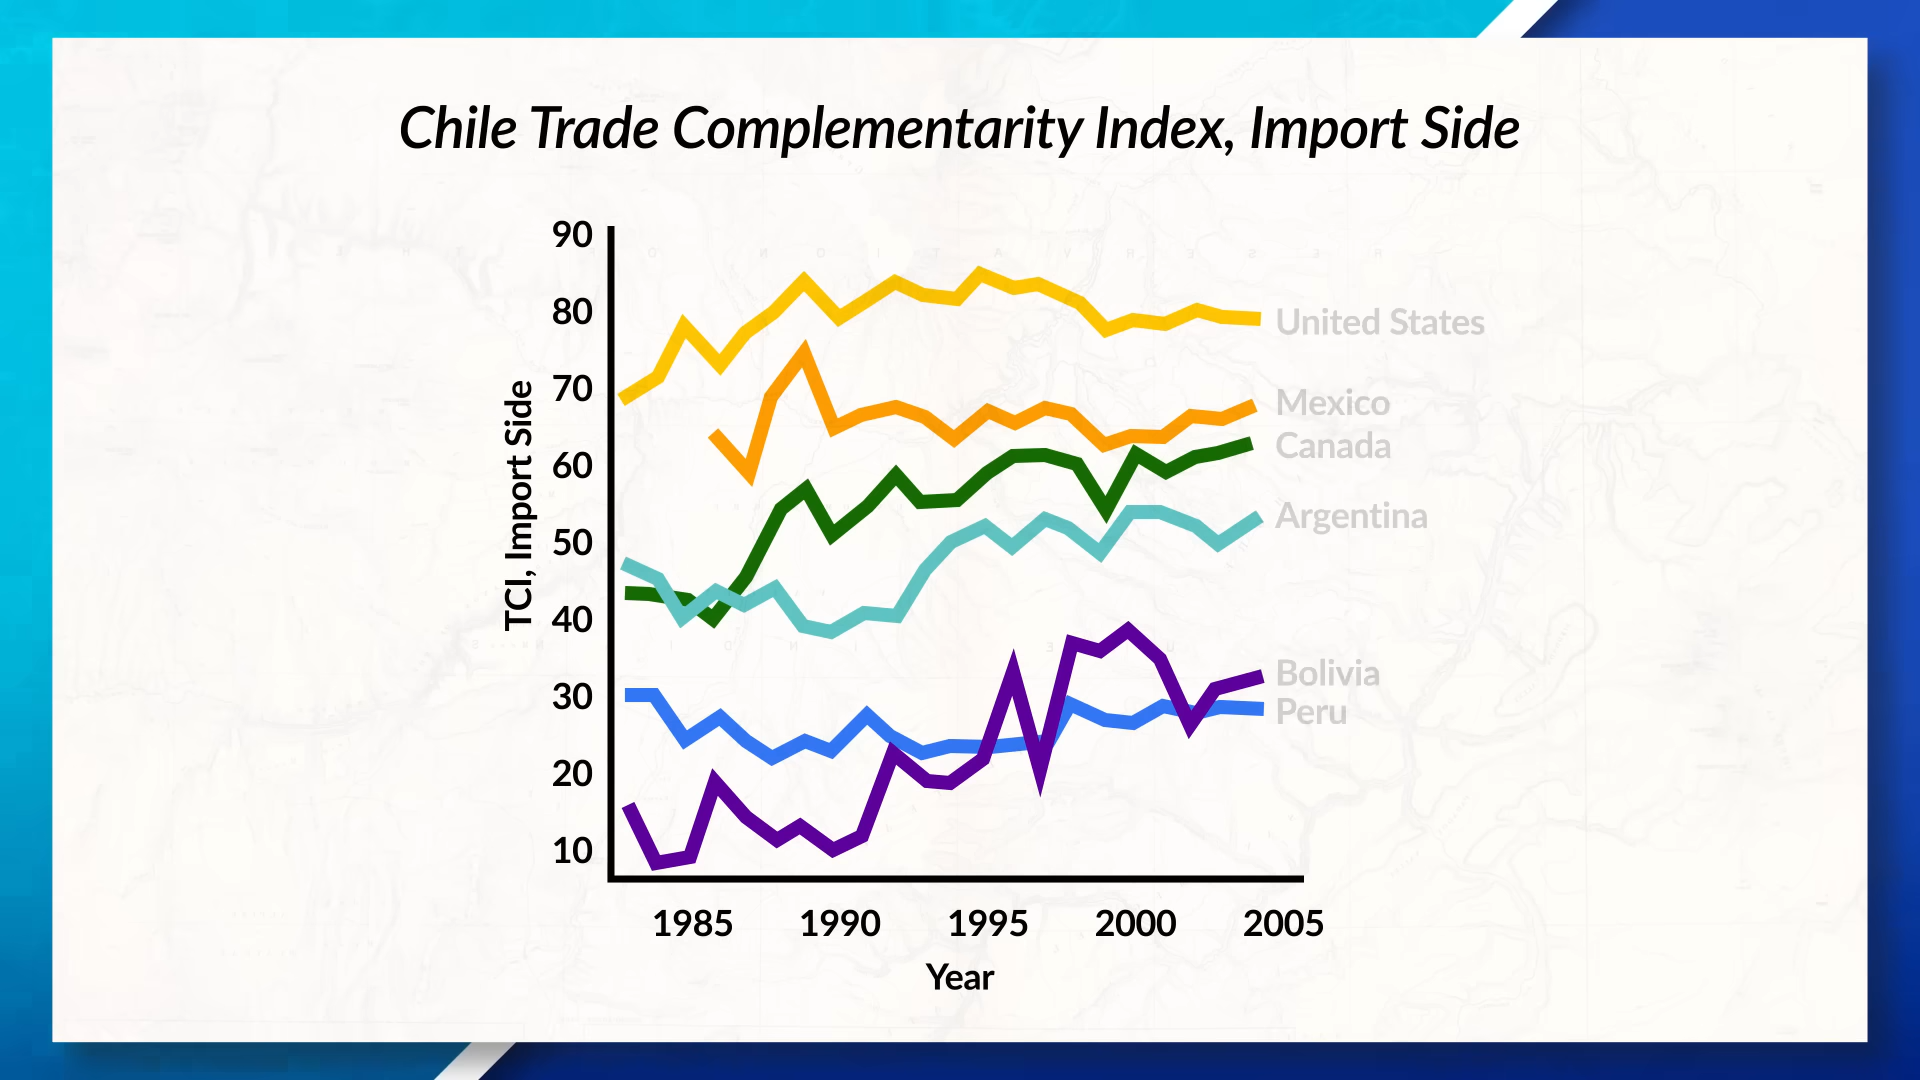 Chile Trade Complementarity Index, Import Side
TCI, Import Side
90
80
70
60
50
40
30
20
10
United States
Mexico
Canada
Argentina
Bolivia
Peru
1985 1990 1995 2000 2005
Year